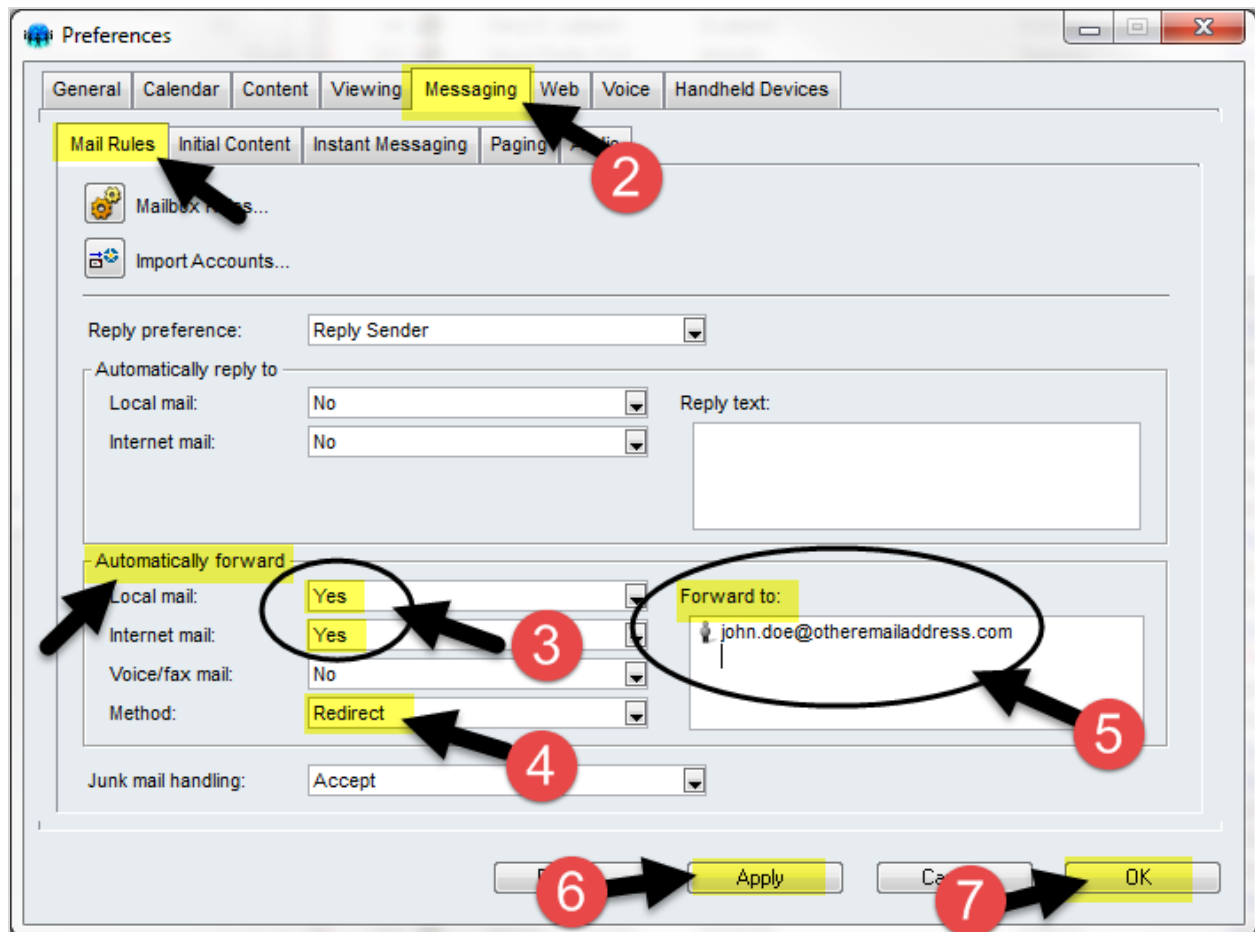 Preferences
General Calendar Content Viewing Messaging Web Voice Handheld Devices
Mail Rules Initial Content Instant Messaging Paging
2
Mailbox
Import Accounts...
Reply preference: Reply Sender
Automatically reply to
Local mail: No Reply text:
Internet mail: No
Automatically forward
Local mail: Yes Forward to:
Internet mail: Yes 3 john.doe@otheremailaddress.com
Voice/fax mail: No
Method: Redirect 5
4
Junk mail handling: Accept
6 Apply 7 OK